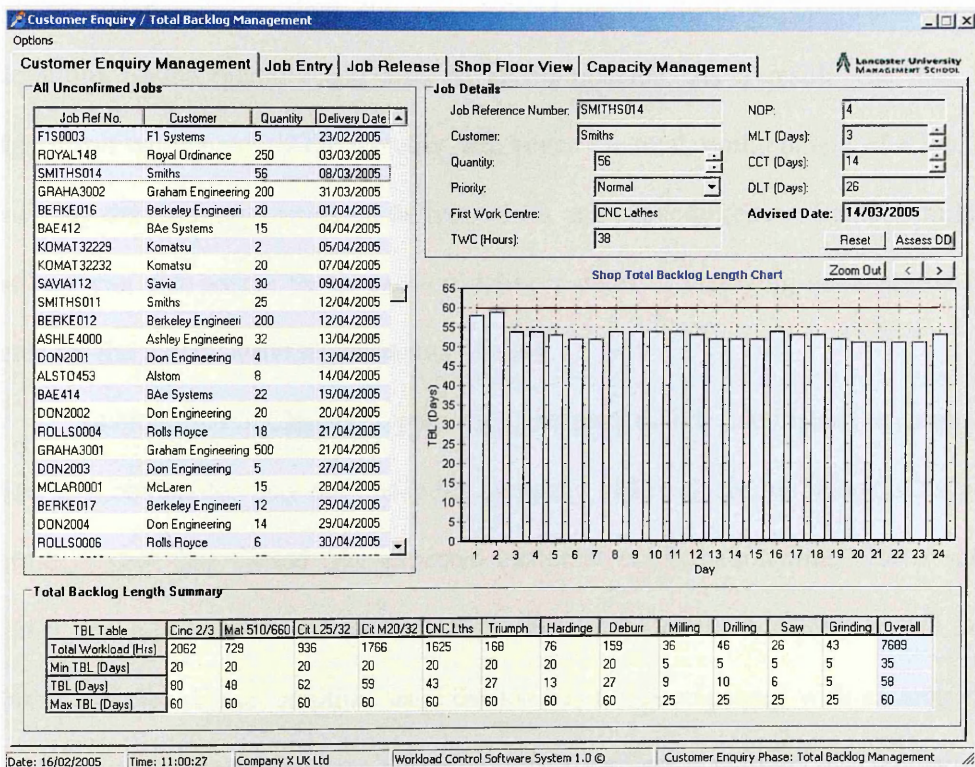 Customer Enquiry / Total Backlog Management
Options
Customer Enquiry Management Job Entry Job Release Shop Floor View Capacity Management Lancaster University MANAGEMENT SCHOOL
All Unconfirmed Jobs
Job Ref No. Customer Quantity Delivery Date
F1S0003 F1 Systems 5 23/02/2005
ROYAL148 Royal Ordinance 250 03/03/2005
SMITHS014 Smiths 56 08/03/2005
GRAHA3002 Graham Engineering 200 31/03/2005
BERKE016 Berkeley Engineeri 20 01/04/2005
BAE412 BAe Systems 15 04/04/2005
KOMAT32229 Komatsu 2 05/04/2005
KOMAT32232 Komatsu 20 07/04/2005
SAVIA112 Savia 30 09/04/2005
SMITHS011 Smiths 25 12/04/2005
BERKE012 Berkeley Engineeri 200 12/04/2005
ASHLE4000 Ashley Engineering 32 13/04/2005
DON2001 Don Engineering 4 13/04/2005
ALSTO453 Alstom 8 14/04/2005
BAE414 BAe Systems 22 19/04/2005
DON2002 Don Engineering 20 20/04/2005
ROLLS0004 Rolls Royce 18 21/04/2005
GRAHA3001 Graham Engineering 500 21/04/2005
DON2003 Don Engineering 5 27/04/2005
MCLAR0001 McLaren 15 28/04/2005
BERKE017 Berkeley Engineeri 12 29/04/2005
DON2004 Don Engineering 14 29/04/2005
ROLLS0006 Rolls Royce 6 30/04/2005
Job Details
Job Reference Number: SMITHS014 NOP: 4
Customer: Smiths MLT (Days): 3
Quantity: 56 CCT (Days): 14
Priority: Normal DLT (Days): 26
First Work Centre: CNC Lathes Advised Date: 14/03/2005
TWC (Hours): 38 Reset Assess DD
Shop Total Backlog Length Chart Zoom Out < >
65
60
55
50
45
40
35
30
25
20
15
10
5
0
TBL (Days)
1 2 3 4 5 6 7 8 9 10 11 12 13 14 15 16 17 18 19 20 21 22 23 24
Day
Total Backlog Length Summary
TBL Table Cinc 2/3 Mat 510/660 Cit L25/32 Cit M20/32 CNC Lths Triumph Hardinge Deburr Milling Drilling Saw Grinding Overall
Total Workload (Hrs) 2062 729 936 1766 1625 168 76 159 36 46 26 43 7689
Min TBL (Days) 20 20 20 20 20 20 20 20 5 5 5 5 35
TBL (Days) 80 48 62 59 43 27 13 27 9 10 6 5 58
Max TBL (Days) 60 60 60 60 60 60 60 60 25 25 25 25 60
Date: 16/02/2005 Time: 11:00:27 Company X UK Ltd Workload Control Software System 1.0 © Customer Enquiry Phase: Total Backlog Management